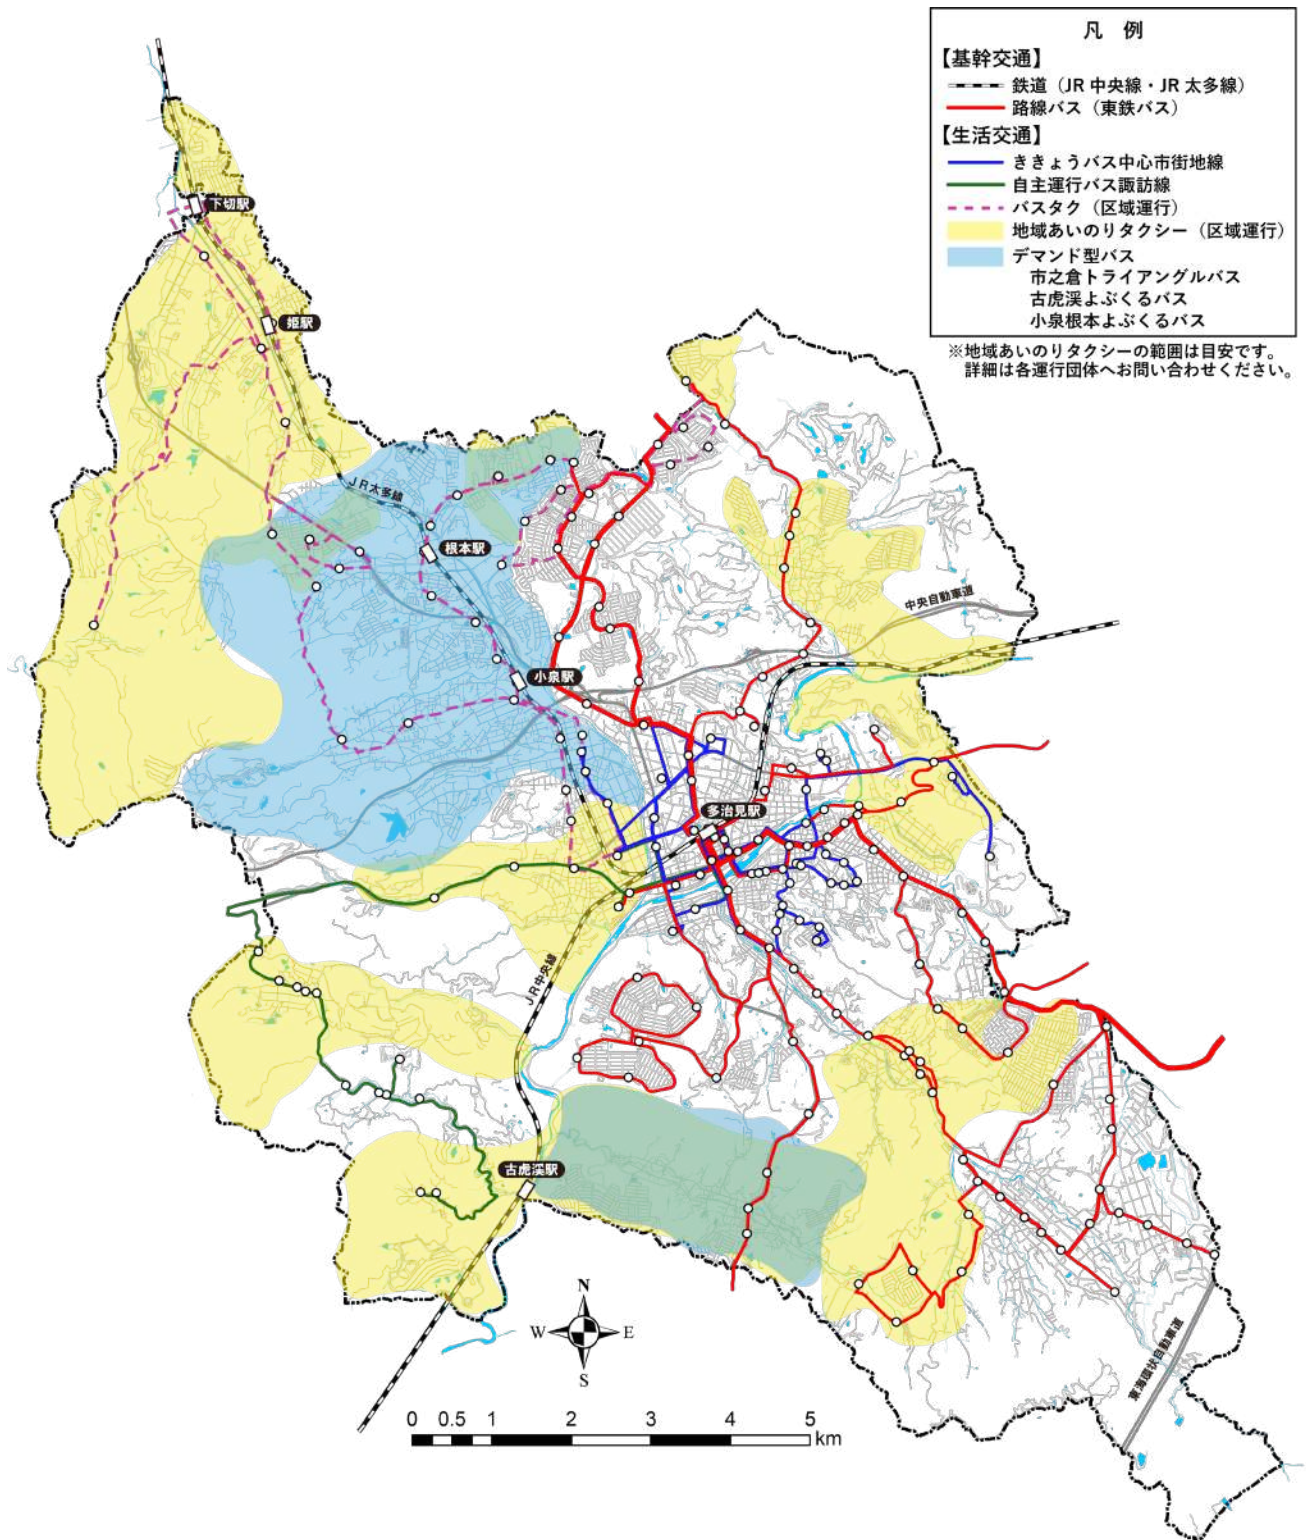 凡 例
【基幹交通】
鉄道（JR 中央線・JR 太多線）
路線バス（東鉄バス）
【生活交通】
ききょうバス中心市街地線
自主運行バス諏訪線
バスタク（区域運行）
地域あいのりタクシー（区域運行）
デマンド型バス
市之倉トライアングルバス
古虎渓よぶくるバス
小泉根本よぶくるバス
※地域あいのりタクシーの範囲は目安です。
詳細は各運行団体へお問い合わせください。
下切駅
姫駅
JR太多線
根本駅
中央自動車道
小泉駅
多治見駅
JR中央線
古虎渓駅
東海環状自動車道
N
W E
S
0 0.5 1 2 3 4 5
km